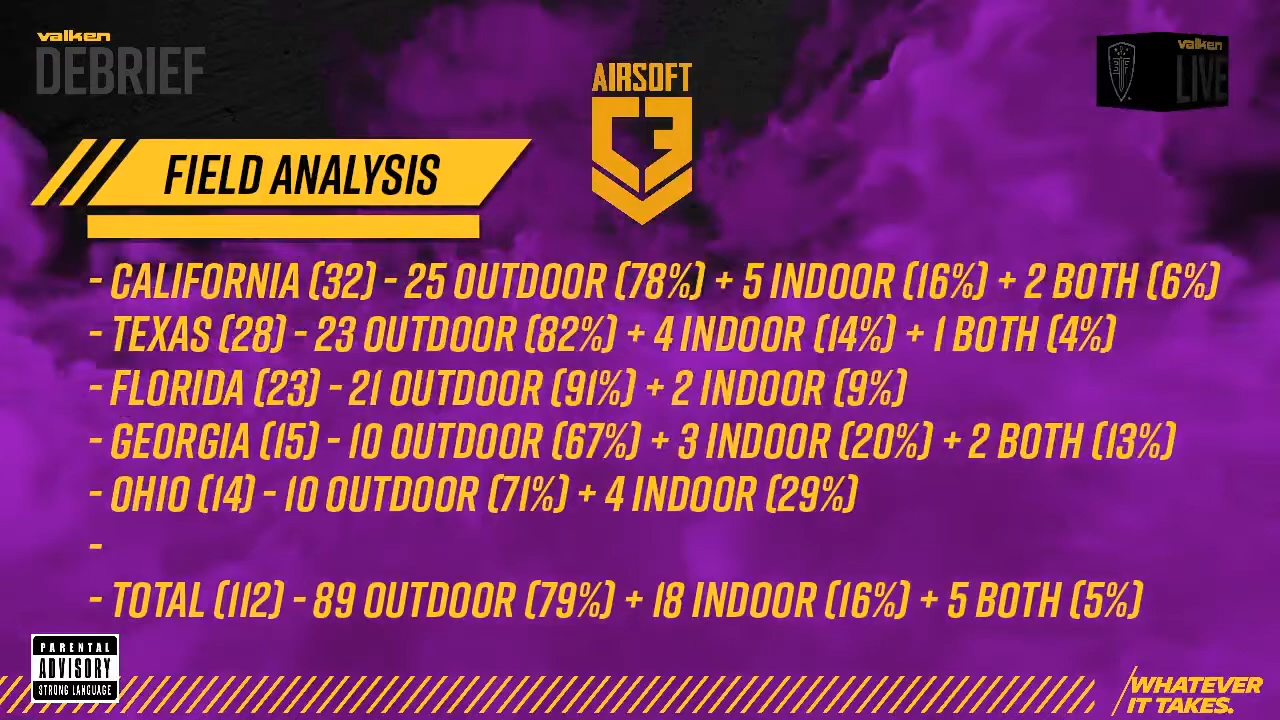 valken
DEBRIEF
AIRSOFT
C3
valken
LIVE
FIELD ANALYSIS
- CALIFORNIA (32) - 25 OUTDOOR (78%) + 5 INDOOR (16%) + 2 BOTH (6%)
- TEXAS (28) - 23 OUTDOOR (82%) + 4 INDOOR (14%) + 1 BOTH (4%)
- FLORIDA (23) - 21 OUTDOOR (91%) + 2 INDOOR (9%)
- GEORGIA (15) - 10 OUTDOOR (67%) + 3 INDOOR (20%) + 2 BOTH (13%)
- OHIO (14) - 10 OUTDOOR (71%) + 4 INDOOR (29%)
-
- TOTAL (112) - 89 OUTDOOR (79%) + 18 INDOOR (16%) + 5 BOTH (5%)
PARENTAL
ADVISORY
STRONG LANGUAGE
WHATEVER
IT TAKES.